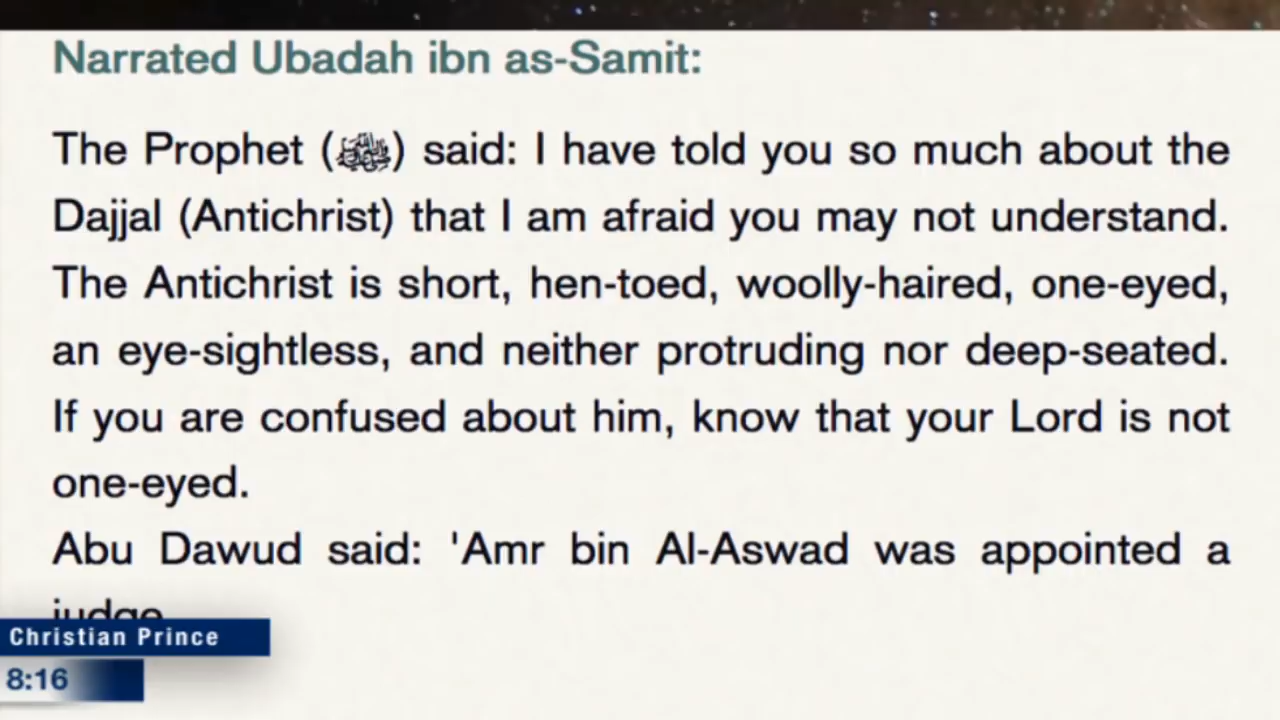 Narrated Ubadah ibn as-Samit:
The Prophet (ﷺ) said: I have told you so much about the
Dajjal (Antichrist) that I am afraid you may not understand.
The Antichrist is short, hen-toed, woolly-haired, one-eyed,
an eye-sightless, and neither protruding nor deep-seated.
If you are confused about him, know that your Lord is not
one-eyed.
Abu Dawud said: 'Amr bin Al-Aswad was appointed a
judge
Christian Prince
8:16